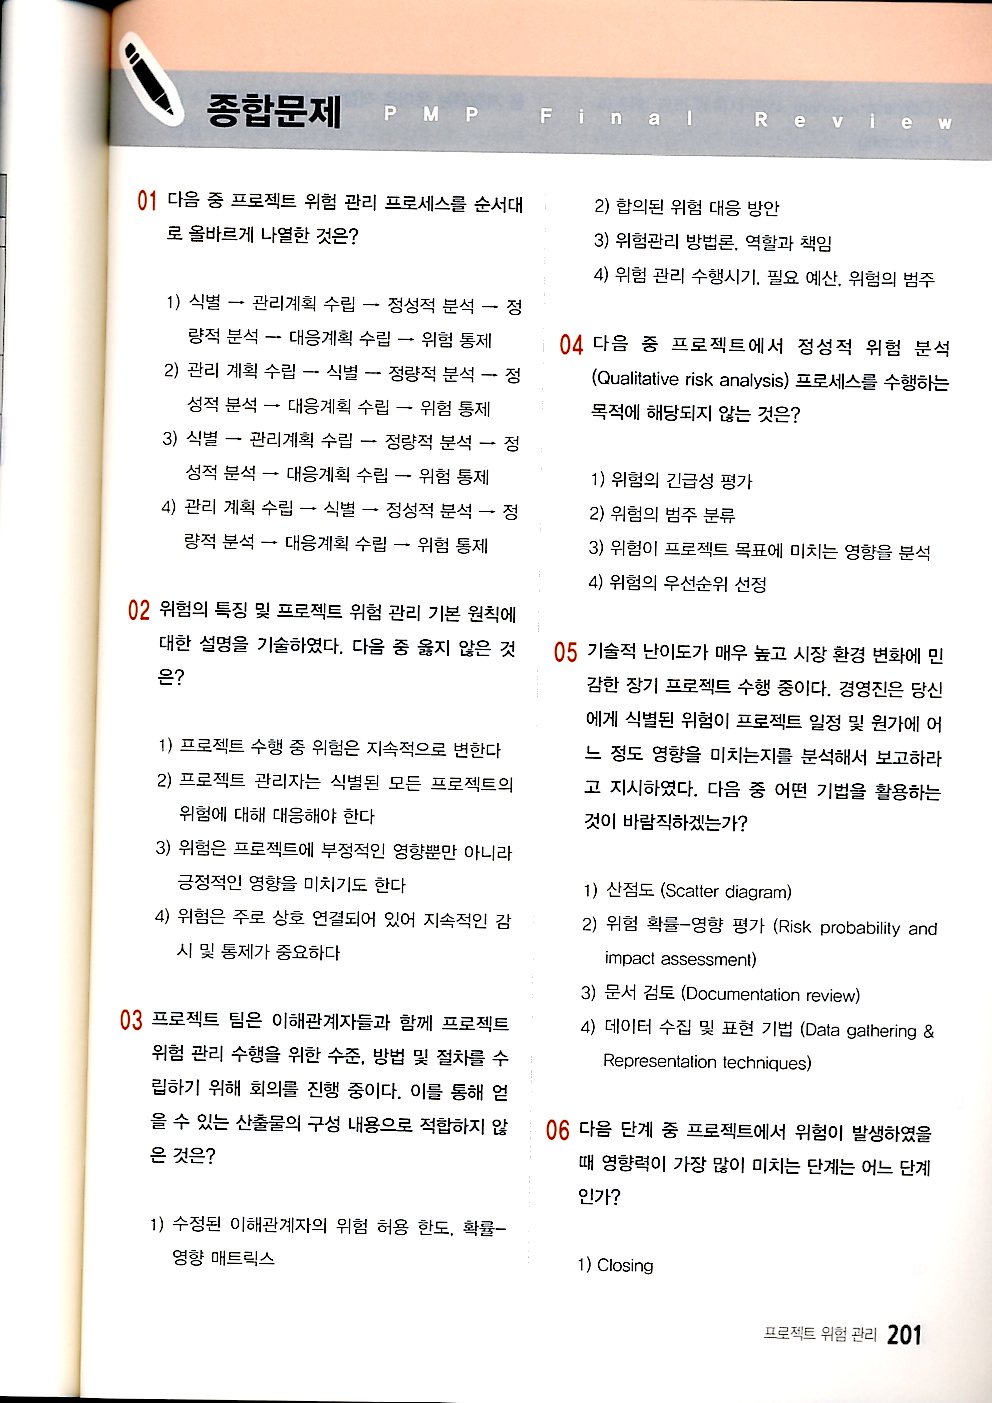 종합문제 PMP Final Review
01 다음 중 프로젝트 위험 관리 프로세스를 순서대
로 올바르게 나열한 것은?
1) 식별 → 관리계획 수립 → 정성적 분석 → 정
량적 분석 → 대응계획 수립 → 위험 통제
2) 관리 계획 수립 → 식별 → 정량적 분석 → 정
성적 분석 → 대응계획 수립 → 위험 통제
3) 식별 → 관리계획 수립 → 정량적 분석 → 정
성적 분석 → 대응계획 수립 → 위험 통제
4) 관리 계획 수립 → 식별 → 정성적 분석 → 정
량적 분석 → 대응계획 수립 → 위험 통제
02 위험의 특징 및 프로젝트 위험 관리 기본 원칙에
대한 설명을 기술하였다. 다음 중 옳지 않은 것
은?
1) 프로젝트 수행 중 위험은 지속적으로 변한다
2) 프로젝트 관리자는 식별된 모든 프로젝트의
위험에 대해 대응해야 한다
3) 위험은 프로젝트에 부정적인 영향뿐만 아니라
긍정적인 영향을 미치기도 한다
4) 위험은 주로 상호 연결되어 있어 지속적인 감
시 및 통제가 중요하다
03 프로젝트 팀은 이해관계자들과 함께 프로젝트
위험 관리 수행을 위한 수준, 방법 및 절차를 수
립하기 위해 회의를 진행 중이다. 이를 통해 얻
을 수 있는 산출물의 구성 내용으로 적합하지 않
은 것은?
1) 수정된 이해관계자의 위험 허용 한도, 확률-
영향 매트릭스
2) 합의된 위험 대응 방안
3) 위험관리 방법론, 역할과 책임
4) 위험 관리 수행시기, 필요 예산, 위험의 범주
04 다음 중 프로젝트에서 정성적 위험 분석
(Qualitative risk analysis) 프로세스를 수행하는
목적에 해당되지 않는 것은?
1) 위험의 긴급성 평가
2) 위험의 범주 분류
3) 위험이 프로젝트 목표에 미치는 영향을 분석
4) 위험의 우선순위 선정
05 기술적 난이도가 매우 높고 시장 환경 변화에 민
감한 장기 프로젝트 수행 중이다. 경영진은 당신
에게 식별된 위험이 프로젝트 일정 및 원가에 어
느 정도 영향을 미치는지를 분석해서 보고하라
고 지시하였다. 다음 중 어떤 기법을 활용하는
것이 바람직하겠는가?
1) 산점도 (Scatter diagram)
2) 위험 확률-영향 평가 (Risk probability and
impact assessment)
3) 문서 검토 (Documentation review)
4) 데이터 수집 및 표현 기법 (Data gathering &
Representation techniques)
06 다음 단계 중 프로젝트에서 위험이 발생하였을
때 영향력이 가장 많이 미치는 단계는 어느 단계
인가?
1) Closing
프로젝트 위험 관리 201